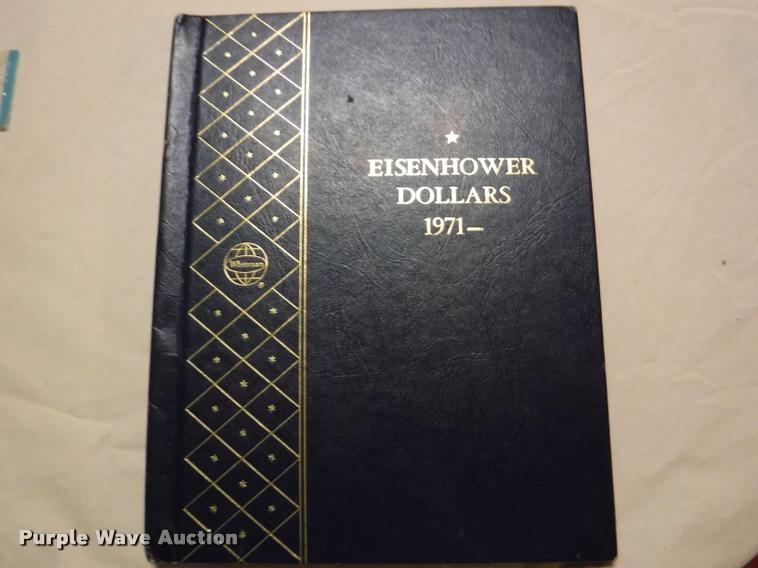 EISENHOWER
DOLLARS
1971–
Whitman
®
Purple Wave Auction